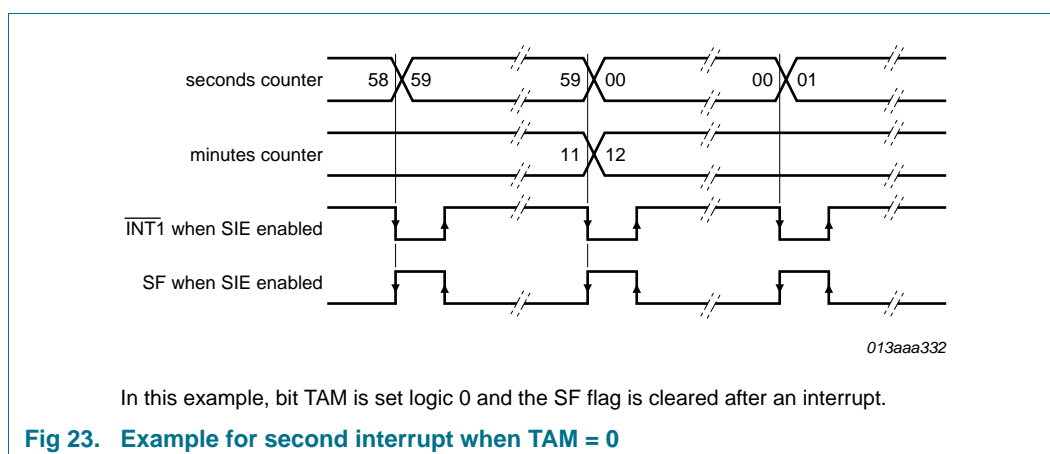 seconds counter 58 59 59 00 00 01
minutes counter 11 12
INT1 when SIE enabled
SF when SIE enabled
013aaa332
In this example, bit TAM is set logic 0 and the SF flag is cleared after an interrupt.
Fig 23. Example for second interrupt when TAM = 0